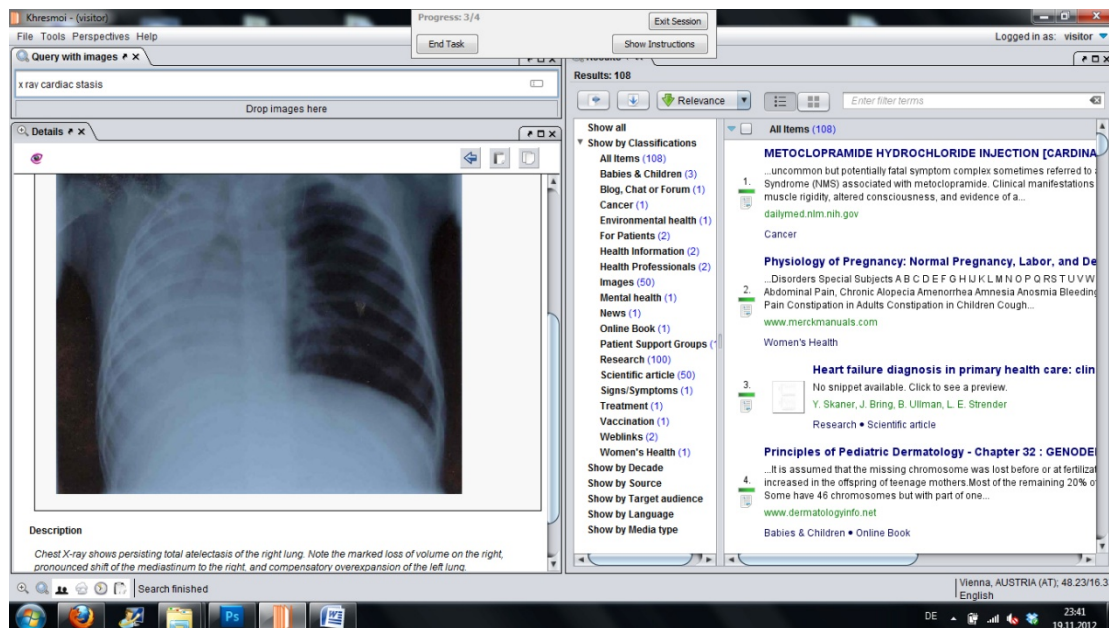 Khresmoi - (visitor)
Progress: 3/4
Exit Session
End Task
Show Instructions
File Tools Perspectives Help
Logged in as: visitor
Query with images
x ray cardiac stasis
Drop images here
Details
Results: 108
Relevance
Enter filter terms
Show all
Show by Classifications
All Items (108)
Babies & Children (3)
Blog, Chat or Forum (1)
Cancer (1)
Environmental health (1)
For Patients (2)
Health Information (2)
Health Professionals (2)
Images (50)
Mental health (1)
News (1)
Online Book (1)
Patient Support Groups (
Research (100)
Scientific article (50)
Signs/Symptoms (1)
Treatment (1)
Vaccination (1)
Weblinks (2)
Women's Health (1)
Show by Decade
Show by Source
Show by Target audience
Show by Language
Show by Media type
All Items (108)
METOCLOPRAMIDE HYDROCHLORIDE INJECTION [CARDINA
1.
...uncommon but potentially fatal symptom complex sometimes referred to
Syndrome (NMS) associated with metoclopramide. Clinical manifestations
muscle rigidity, altered consciousness, and evidence of a...
dailymed.nlm.nih.gov
Cancer
Physiology of Pregnancy: Normal Pregnancy, Labor, and De
2.
...Disorders Special Subjects A B C D E F G H I J K L M N O P Q R S T U V W
Abdominal Pain, Chronic Alopecia Amenorrhea Amnesia Anosmia Bleeding
Pain Constipation in Adults Constipation in Children Cough...
www.merckmanuals.com
Women's Health
Heart failure diagnosis in primary health care: clin
3.
No snippet available. Click to see a preview.
Y. Skaner, J. Bring, B. Ullman, L. E. Strender
Research • Scientific article
Principles of Pediatric Dermatology - Chapter 32 : GENODE
4.
...It is assumed that the missing chromosome was lost before or at fertilizat
increased in the offspring of teenage mothers.Most of the remaining 20% o
Some have 46 chromosomes but with part of one...
www.dermatologyinfo.net
Babies & Children • Online Book
Description
Chest X-ray shows persisting total atelectasis of the right lung. Note the marked loss of volume on the right,
pronounced shift of the mediastinum to the right, and compensatory overexpansion of the left lung.
Search finished
Vienna, AUSTRIA (AT); 48.23/16.3
English
Ps
DE
23:41
19.11.2012